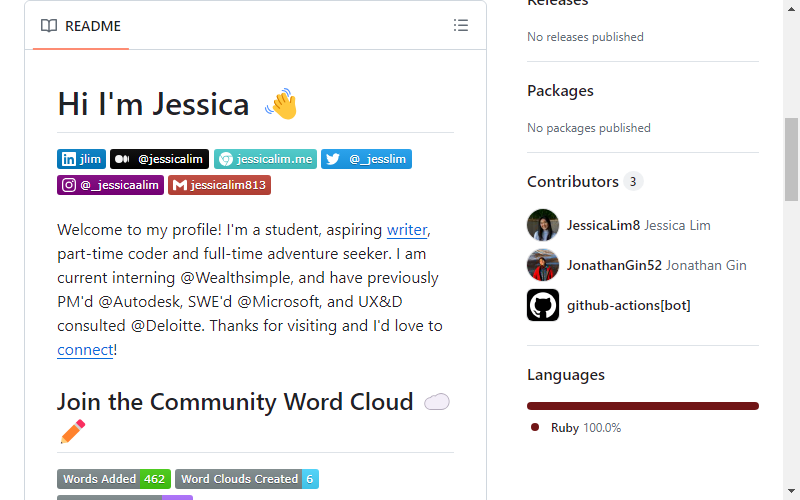 README
Hi I'm Jessica
jlim @jessicalim jessicalim.me @_jesslim
@_jessicaalim jessicalim813
Welcome to my profile! I'm a student, aspiring writer,
part-time coder and full-time adventure seeker. I am
current interning @Wealthsimple, and have previously
PM'd @Autodesk, SWE'd @Microsoft, and UX&D
consulted @Deloitte. Thanks for visiting and I'd love to
connect!
Join the Community Word Cloud
Words Added 462 Word Clouds Created 6
Releases
No releases published
Packages
No packages published
Contributors 3
JessicaLim8 Jessica Lim
JonathanGin52 Jonathan Gin
github-actions[bot]
Languages
Ruby 100.0%